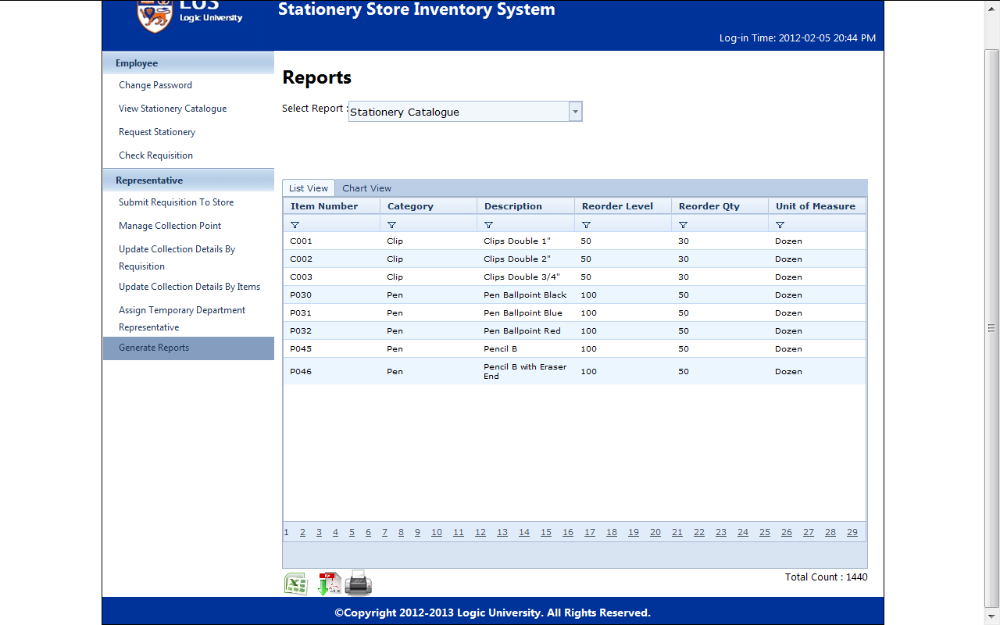 LUS
Logic University
Stationery Store Inventory System
Log-in Time: 2012-02-05 20:44 PM
Employee
Change Password
View Stationery Catalogue
Request Stationery
Check Requisition
Representative
Submit Requisition To Store
Manage Collection Point
Update Collection Details By
Requisition
Update Collection Details By Items
Assign Temporary Department
Representative
Generate Reports
Reports
Select Report : Stationery Catalogue
List View Chart View
Item Number Category Description Reorder Level Reorder Qty Unit of Measure
C001 Clip Clips Double 1" 50 30 Dozen
C002 Clip Clips Double 2" 50 30 Dozen
C003 Clip Clips Double 3/4" 50 30 Dozen
P030 Pen Pen Ballpoint Black 100 50 Dozen
P031 Pen Pen Ballpoint Blue 100 50 Dozen
P032 Pen Pen Ballpoint Red 100 50 Dozen
P045 Pen Pencil B 100 50 Dozen
P046 Pen Pencil B with Eraser
End 100 50 Dozen
1 2 3 4 5 6 7 8 9 10 11 12 13 14 15 16 17 18 19 20 21 22 23 24 25 26 27 28 29
Total Count : 1440
©Copyright 2012-2013 Logic University. All Rights Reserved.